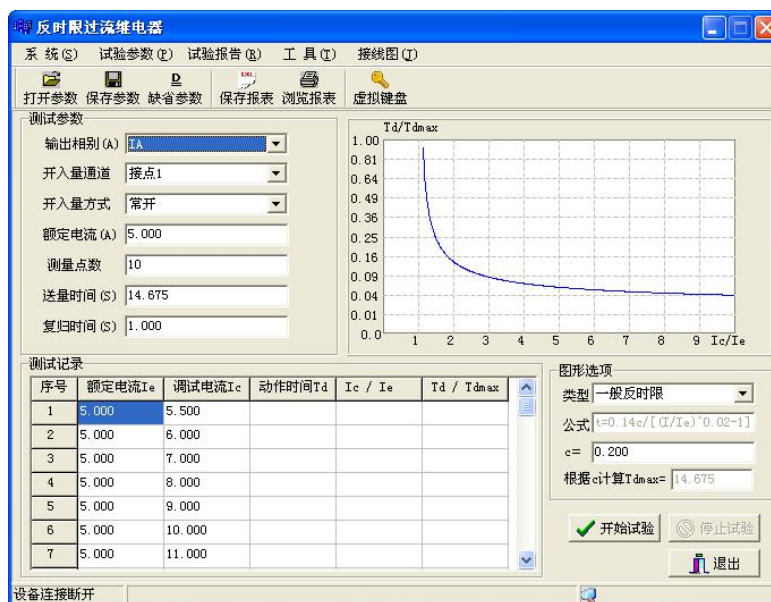 反时限过流继电器
系 统(S) 试验参数(P) 试验报告(R) 工 具(T) 接线图(J)
打开参数 保存参数 缺省参数 保存报表 浏览报表 虚拟键盘
测试参数
输出相别(A) IA
开入量通道 接点1
开入量方式 常开
额定电流(A) 5.000
测量点数 10
送量时间(S) 14.675
复归时间(S) 1.000
Td/Tdmax
1.00
0.81
0.64
0.49
0.36
0.25
0.16
0.09
0.04
0.01
0.0
1 2 3 4 5 6 7 8 9 Ic/Ie
测试记录
序号 额定电流Ie 调试电流Ic 动作时间Td Ic / Ie Td / Tdmax
1 5.000 5.500
2 5.000 6.000
3 5.000 7.000
4 5.000 8.000
5 5.000 9.000
6 5.000 10.000
7 5.000 11.000
图形选项
类型 一般反时限
公式 t=0.14c/[(I/Ie)^0.02-1]
c= 0.200
根据c计算Tdmax= 14.675
开始试验 停止试验
退出
设备连接断开